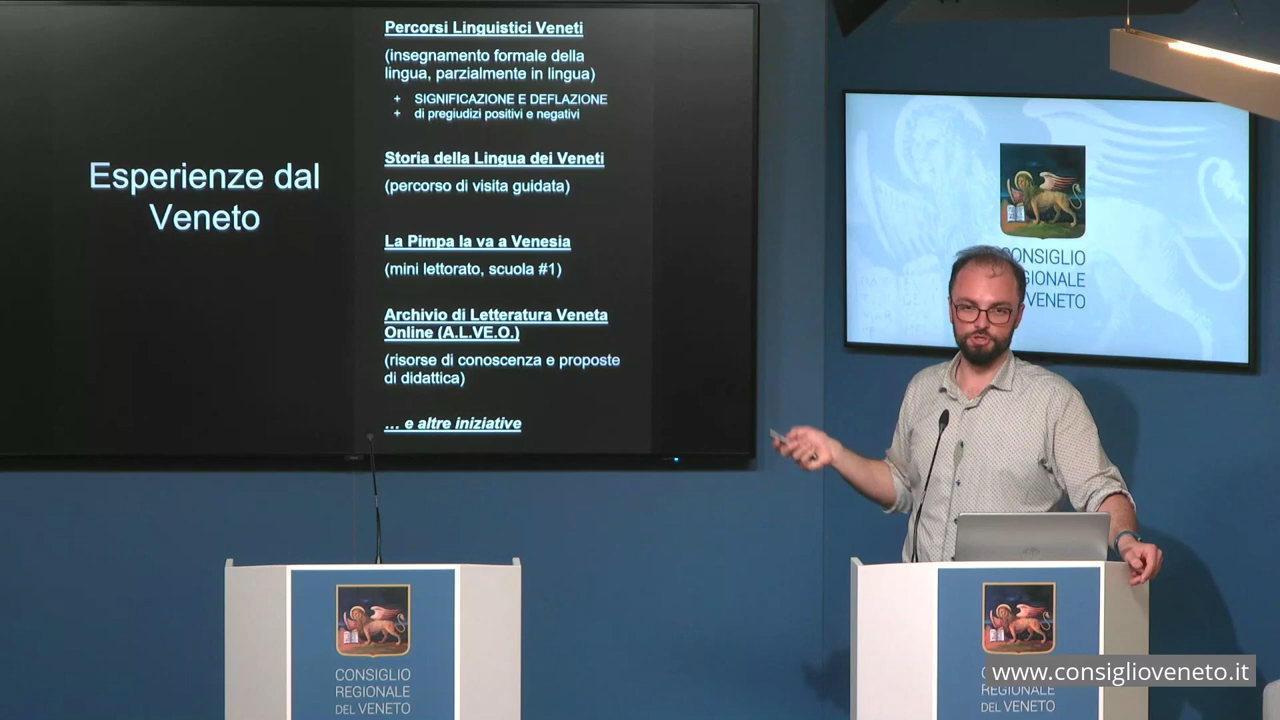 Esperienze dal
Veneto
Percorsi Linguistici Veneti
(insegnamento formale della
lingua, parzialmente in lingua)
+ SIGNIFICAZIONE E DEFLAZIONE
+ di pregiudizi positivi e negativi
Storia della Lingua dei Veneti
(percorso di visita guidata)
La Pimpa la va a Venesia
(mini lettorato, scuola #1)
Archivio di Letteratura Veneta
Online (A.L.VE.O.)
(risorse di conoscenza e proposte
di didattica)
... e altre iniziative
CONSIGLIO
REGIONALE
DEL VENETO
CONSIGLIO
REGIONALE
DEL VENETO
REGIONALE
DEL VENETO
www.consiglioveneto.it